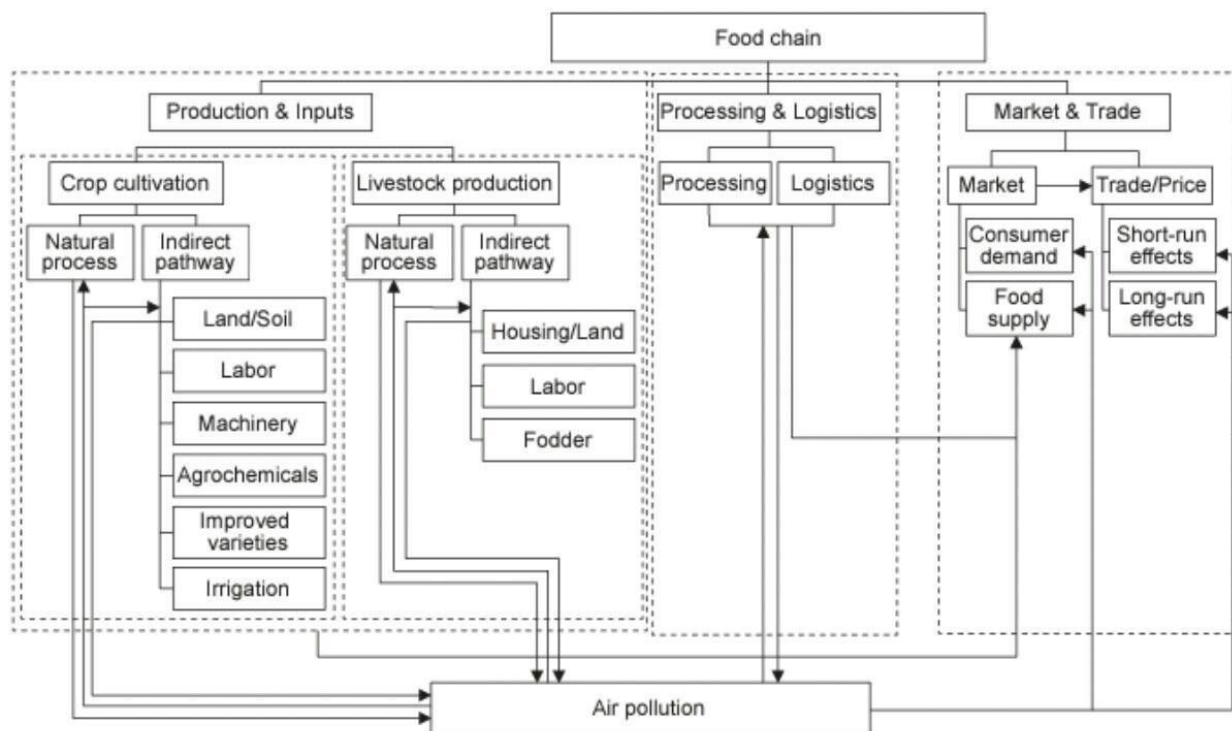 Food chain
Production & Inputs
Processing & Logistics
Market & Trade
Crop cultivation
Livestock production
Processing
Logistics
Market
Trade/Price
Natural
process
Indirect
pathway
Natural
process
Indirect
pathway
Consumer
demand
Short-run
effects
Land/Soil
Labor
Machinery
Agrochemicals
Improved
varieties
Irrigation
Housing/Land
Labor
Fodder
Food
supply
Long-run
effects
Air pollution